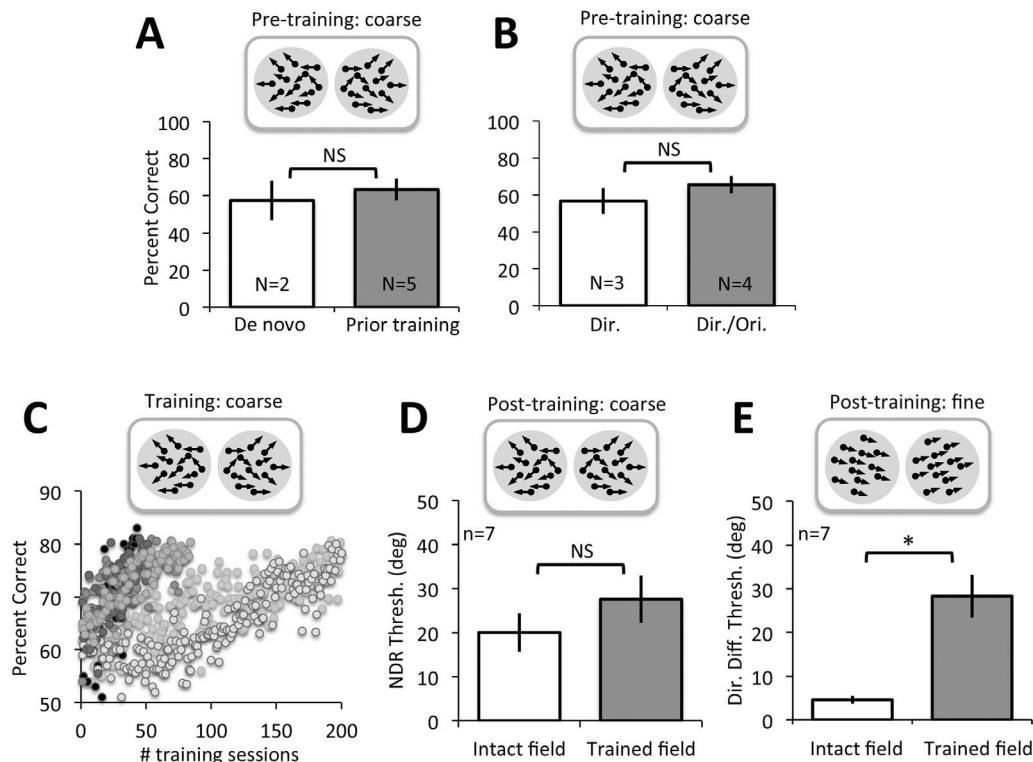 A
Pre-training: coarse
Percent Correct
100
80
60
40
20
0
NS
N=2
N=5
De novo
Prior training
B
Pre-training: coarse
100
80
60
40
20
0
NS
N=3
N=4
Dir.
Dir./Ori.
C
Training: coarse
Percent Correct
90
80
70
60
50
0
50
100
150
200
# training sessions
D
Post-training: coarse
NDR Thresh. (deg)
50
40
30
20
10
0
n=7
NS
Intact field
Trained field
E
Post-training: fine
Dir. Diff. Thresh. (deg)
50
40
30
20
10
0
n=7
*
Intact field
Trained field